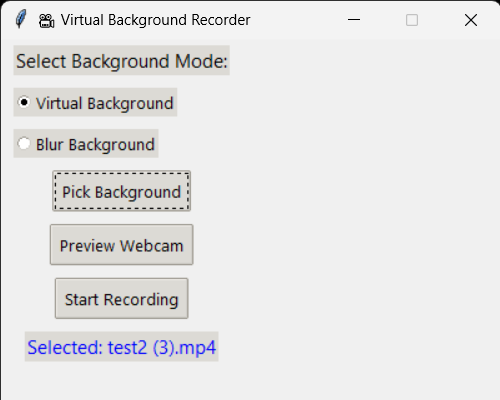 Virtual Background Recorder
Select Background Mode:
Virtual Background
Blur Background
Pick Background
Preview Webcam
Start Recording
Selected: test2 (3).mp4